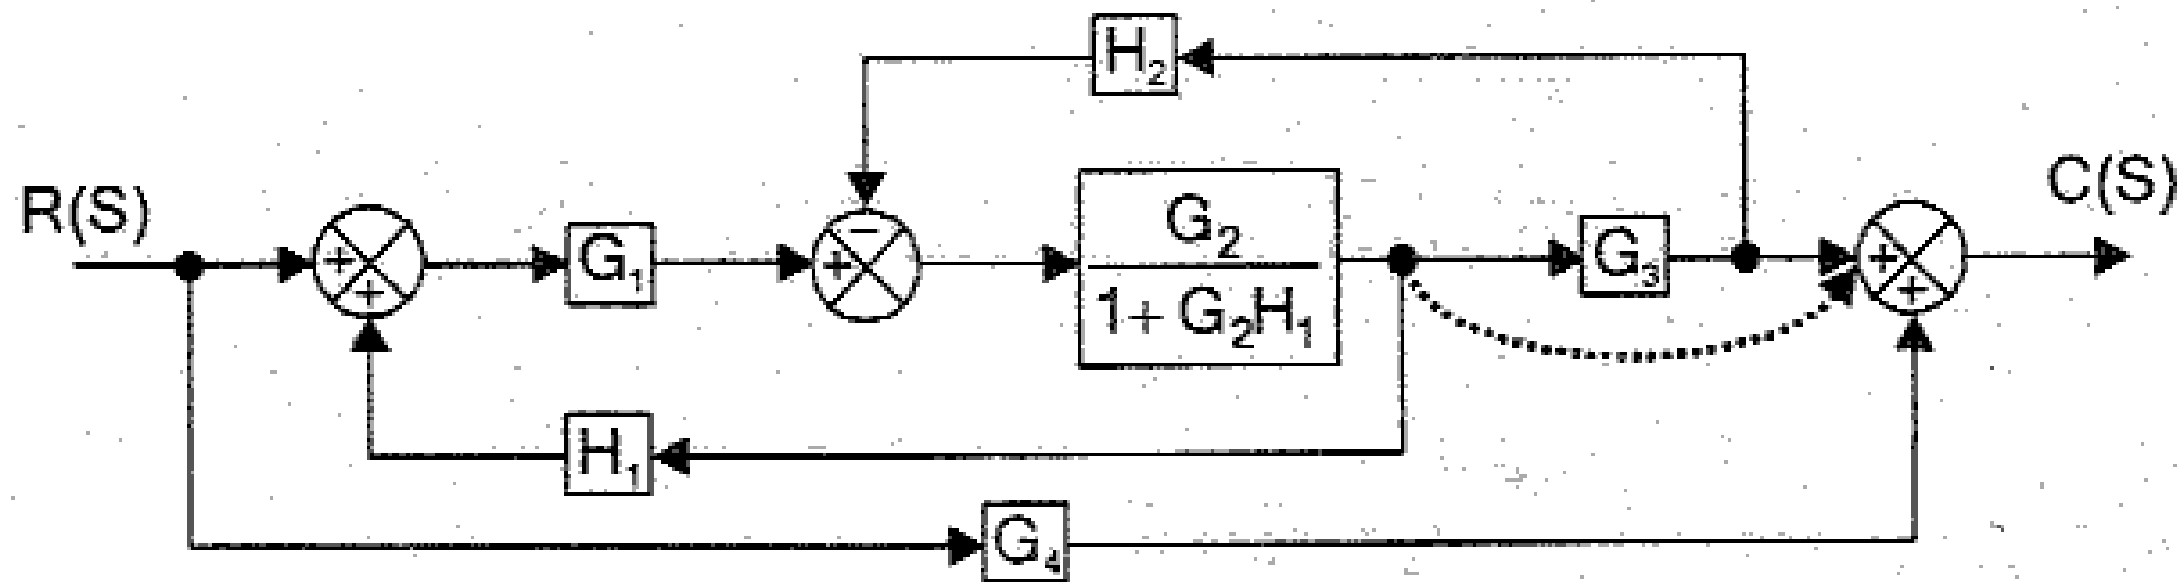 H₂
R(S)
C(S)
+
+
G₁
−
+
G₂
1+ G₂H₁
G₃
+
+
H₁
G₄